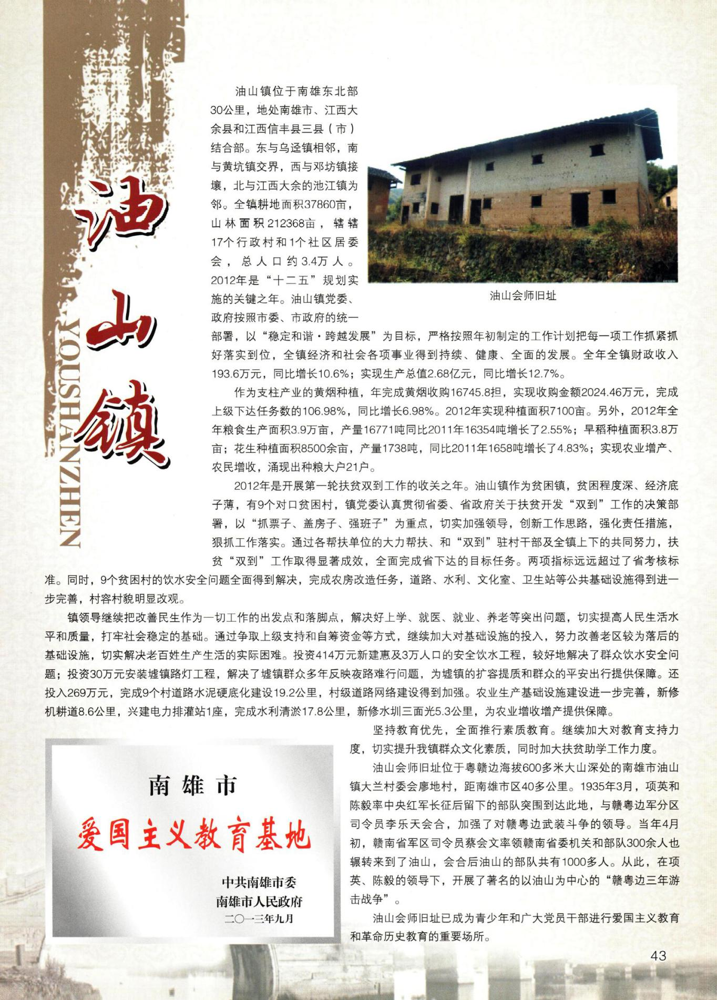 油山镇
YOUSHANZHEN
油山镇位于南雄东北部
30公里，地处南雄市、江西大
余县和江西信丰县三县（市）
结合部。东与乌迳镇相邻，南
与黄坑镇交界，西与邓坊镇接
壤，北与江西大余的池江镇为
邻。全镇耕地面积37860亩，
山林面积212368亩，辖辖
17个行政村和1个社区居委
会，总人口约3.4万人。
2012年是“十二五”规划实
施的关键之年。油山镇党委、
政府按照市委、市政府的统一
部署，以“稳定和谐·跨越发展”为目标，严格按照年初制定的工作计划把每一项工作抓紧抓
好落实到位，全镇经济和社会各项事业得到持续、健康、全面的发展。全年全镇财政收入
193.6万元，同比增长10.6%；实现生产总值2.68亿元，同比增长12.7%。
油山会师旧址
作为支柱产业的黄烟种植，年完成黄烟收购16745.8担，实现收购金额2024.46万元，完成
上级下达任务数的106.98%，同比增长6.98%。2012年实现种植面积7100亩。另外，2012年全
年粮食生产面积3.9万亩，产量16771吨同比2011年16354吨增长了2.55%；早稻种植面积3.8万
亩；花生种植面积8500余亩，产量1738吨，同比2011年1658吨增长了4.83%；实现农业增产、
农民增收，涌现出种粮大户21户。
2012年是开展第一轮扶贫双到工作的收关之年。油山镇作为贫困镇，贫困程度深、经济底
子薄，有9个对口贫困村，镇党委认真贯彻省委、省政府关于扶贫开发“双到”工作的决策部
署，以“抓票子、盖房子、强班子”为重点，切实加强领导，创新工作思路，强化责任措施，
狠抓工作落实。通过各帮扶单位的大力帮扶、和“双到”驻村干部及全镇上下的共同努力，扶
贫“双到”工作取得显著成效，全面完成省下达的目标任务。两项指标远远超过了省考核标
准。同时，9个贫困村的饮水安全问题全面得到解决，完成农房改造任务，道路、水利、文化室、卫生站等公共基础设施得到进一
步完善，村容村貌明显改观。
镇领导继续把改善民生作为一切工作的出发点和落脚点，解决好上学、就医、就业、养老等突出问题，切实提高人民生活水
平和质量，打牢社会稳定的基础。通过争取上级支持和自筹资金等方式，继续加大对基础设施的投入，努力改善老区较为落后的
基础设施，切实解决老百姓生产生活的实际困难。投资414万元新建惠及3万人口的安全饮水工程，较好地解决了群众饮水安全问
题；投资30万元安装墟镇路灯工程，解决了墟镇群众多年反映夜路难行问题，为墟镇的扩容提质和群众的平安出行提供保障。还
投入269万元，完成9个村道路水泥硬底化建设19.2公里，村级道路网络建设得到加强。农业生产基础设施建设进一步完善，新修
机耕道8.6公里，兴建电力排灌站1座，完成水利清淤17.8公里，新修水圳三面光5.3公里，为农业增收增产提供保障。
坚持教育优先，全面推行素质教育。继续加大对教育支持力
度，切实提升我镇群众文化素质，同时加大扶贫助学工作力度。
油山会师旧址位于粤赣边海拔600多米大山深处的南雄市油山
镇大兰村委会廖地村，距南雄市区40多公里。1935年3月，项英和
陈毅率中央红军长征后留下的部队突围到达此地，与赣粤边军分区
司令员李乐天会合，加强了对赣粤边武装斗争的领导。当年4月
初，赣南省军区司令员蔡会文率领赣南省委机关和部队300余人也
辗转来到了油山，会合后油山的部队共有1000多人。从此，在项
英、陈毅的领导下，开展了著名的以油山为中心的“赣粤边三年游
击战争”。
油山会师旧址已成为青少年和广大党员干部进行爱国主义教育
和革命历史教育的重要场所。
南雄市
爱国主义教育基地
中共南雄市委
南雄市人民政府
二〇一三年九月
43